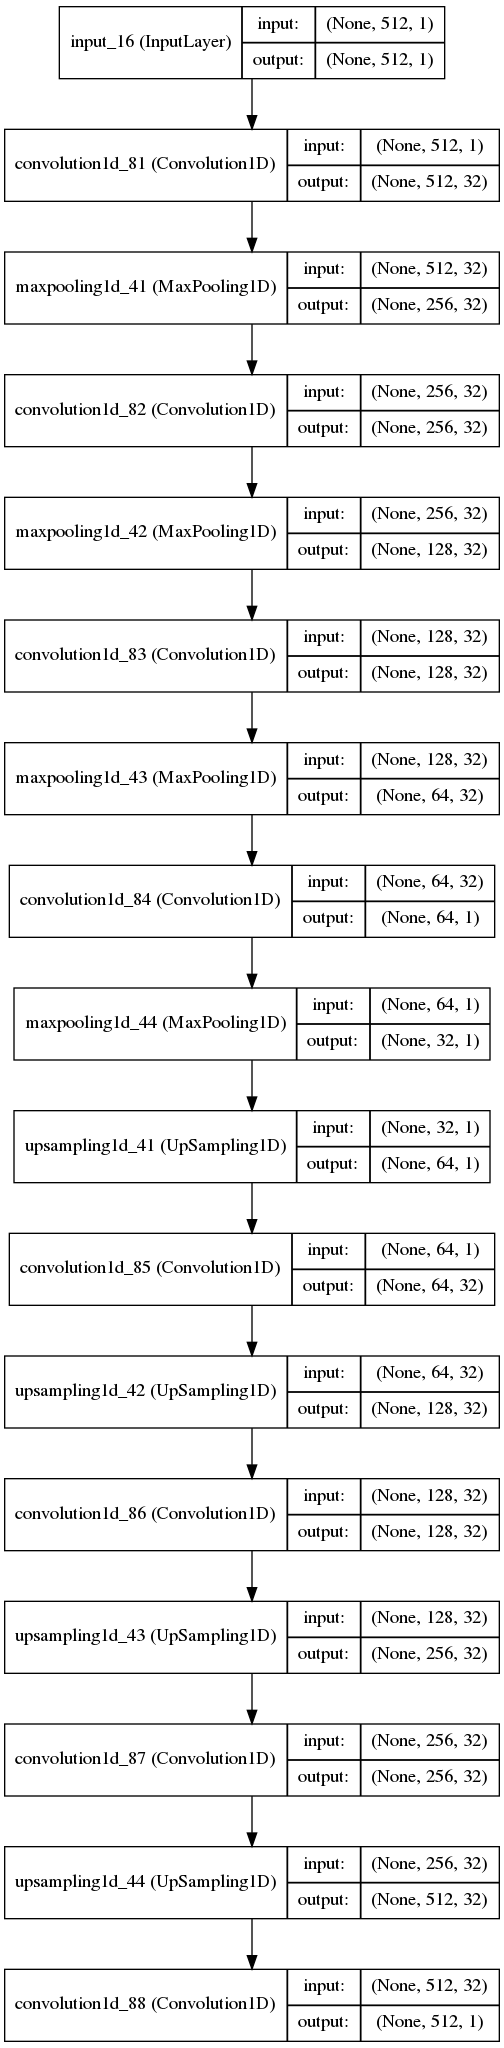 input_16 (InputLayer)
input: (None, 512, 1)
output: (None, 512, 1)
convolution1d_81 (Convolution1D)
input: (None, 512, 1)
output: (None, 512, 32)
maxpooling1d_41 (MaxPooling1D)
input: (None, 512, 32)
output: (None, 256, 32)
convolution1d_82 (Convolution1D)
input: (None, 256, 32)
output: (None, 256, 32)
maxpooling1d_42 (MaxPooling1D)
input: (None, 256, 32)
output: (None, 128, 32)
convolution1d_83 (Convolution1D)
input: (None, 128, 32)
output: (None, 128, 32)
maxpooling1d_43 (MaxPooling1D)
input: (None, 128, 32)
output: (None, 64, 32)
convolution1d_84 (Convolution1D)
input: (None, 64, 32)
output: (None, 64, 1)
maxpooling1d_44 (MaxPooling1D)
input: (None, 64, 1)
output: (None, 32, 1)
upsampling1d_41 (UpSampling1D)
input: (None, 32, 1)
output: (None, 64, 1)
convolution1d_85 (Convolution1D)
input: (None, 64, 1)
output: (None, 64, 32)
upsampling1d_42 (UpSampling1D)
input: (None, 64, 32)
output: (None, 128, 32)
convolution1d_86 (Convolution1D)
input: (None, 128, 32)
output: (None, 128, 32)
upsampling1d_43 (UpSampling1D)
input: (None, 128, 32)
output: (None, 256, 32)
convolution1d_87 (Convolution1D)
input: (None, 256, 32)
output: (None, 256, 32)
upsampling1d_44 (UpSampling1D)
input: (None, 256, 32)
output: (None, 512, 32)
convolution1d_88 (Convolution1D)
input: (None, 512, 32)
output: (None, 512, 1)